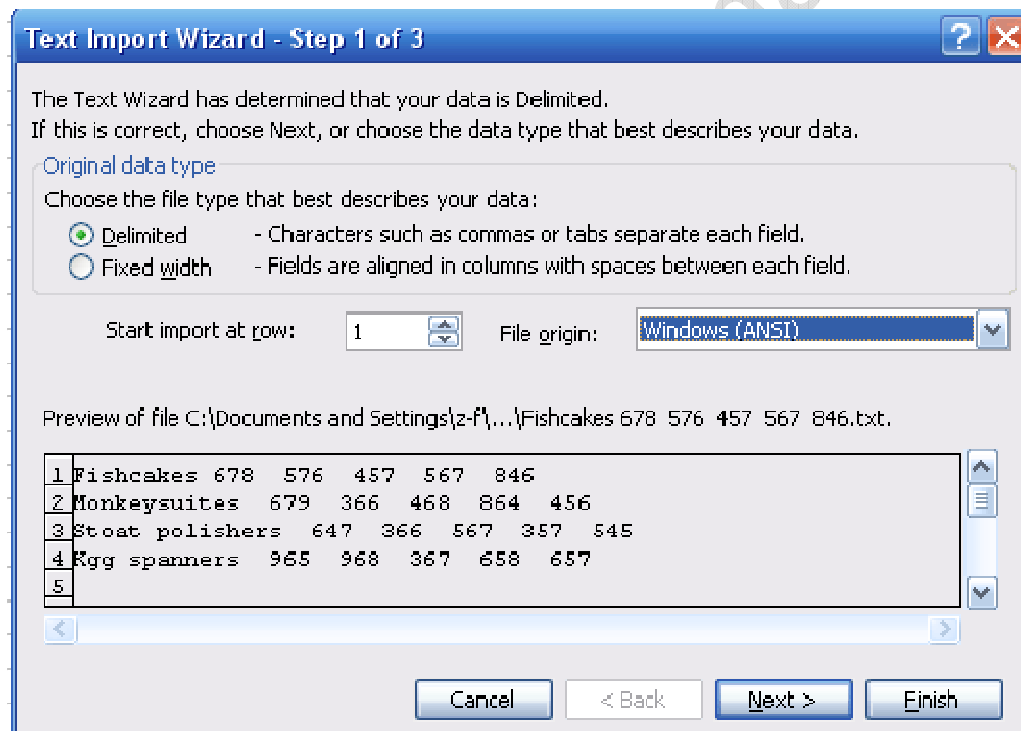 Text Import Wizard - Step 1 of 3
The Text Wizard has determined that your data is Delimited.
If this is correct, choose Next, or choose the data type that best describes your data.
Original data type
Choose the file type that best describes your data:
Delimited - Characters such as commas or tabs separate each field.
Fixed width - Fields are aligned in columns with spaces between each field.
Start import at row: 1 File origin: Windows (ANSI)
Preview of file C:\Documents and Settings\z-f'\...\Fishcakes 678 576 457 567 846.txt.
1 Fishcakes 678 576 457 567 846
2 Monkeysuites 679 366 468 864 456
3 Stoat polishers 647 366 567 357 545
4 Kgg spanners 965 968 367 658 657
5
Cancel < Back Next > Finish